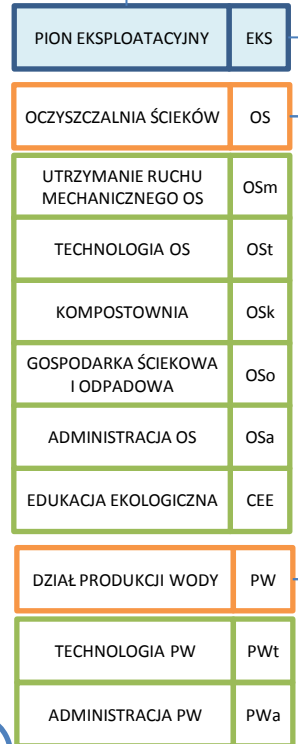 PION EKSPLOATACYJNY EKS
OCZYSZCZALNIA ŚCIEKÓW OS
UTRZYMANIE RUCHU
MECHANICZNEGO OS OSm
TECHNOLOGIA OS OSt
KOMPOSTOWNIA OSk
GOSPODARKA ŚCIEKOWA
I ODPADOWA OSo
ADMINISTRACJA OS OSa
EDUKACJA EKOLOGICZNA CEE
DZIAŁ PRODUKCJI WODY PW
TECHNOLOGIA PW PWt
ADMINISTRACJA PW PWa